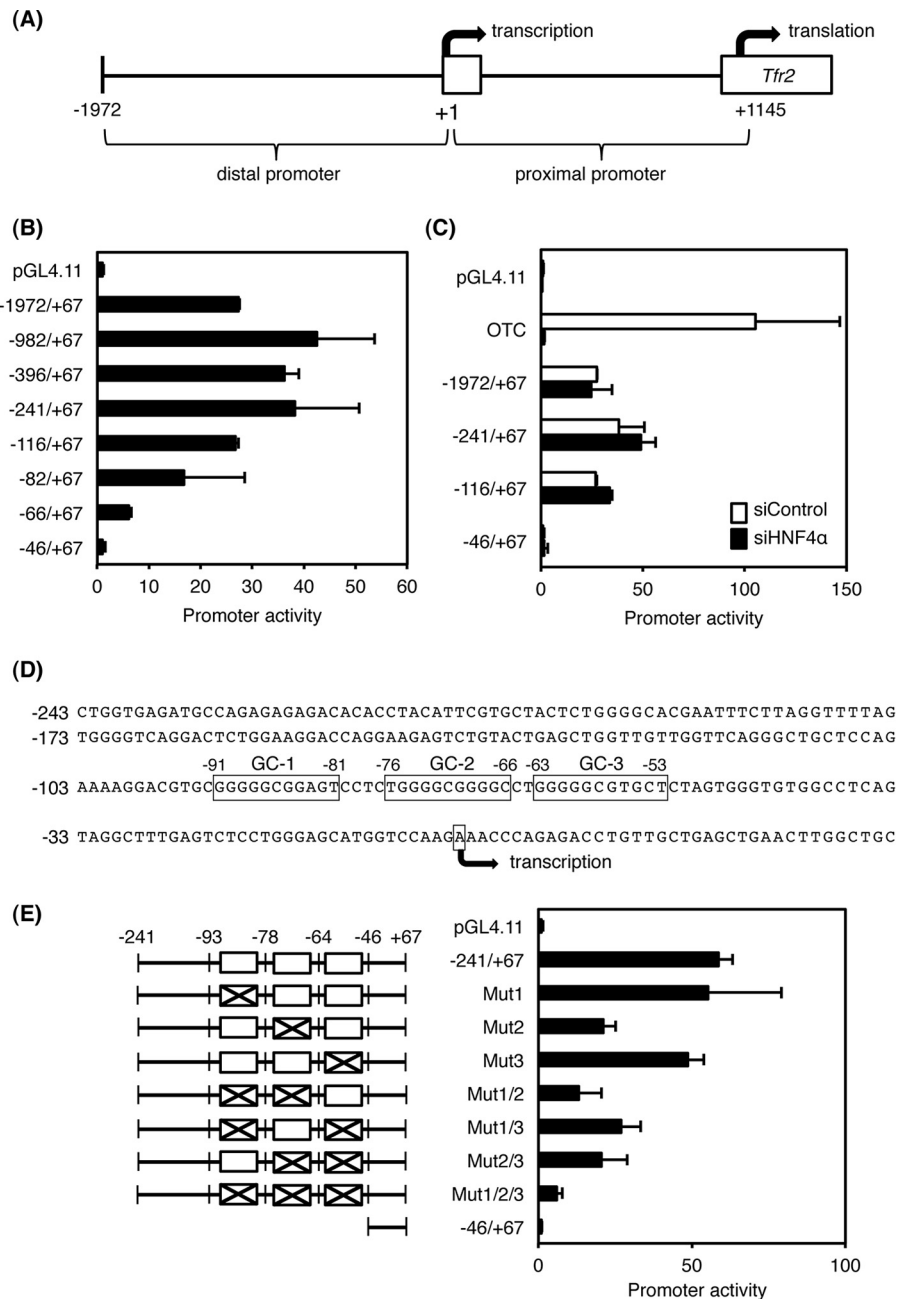 (A)
transcription
translation
Tfr2
-1972
+1
+1145
distal promoter
proximal promoter
(B)
pGL4.11
-1972/+67
-982/+67
-396/+67
-241/+67
-116/+67
-82/+67
-66/+67
-46/+67
0 10 20 30 40 50 60
Promoter activity
(C)
pGL4.11
OTC
-1972/+67
-241/+67
-116/+67
-46/+67
siControl
siHNF4α
0 50 100 150
Promoter activity
(D)
-243 CTGGTGAGATGCCAGAGAGAGACACACCTACATTCGTGCTACTCTGGGGCACGAATTTCTTAGGTTTTAG
-173 TGGGGTCAGGACTCTGGAAGGACCAGGAAGAGTCTGTACTGAGCTGGTTGTTGGTTCAGGGCTGCTCCAG
-91 GC-1 -81 -76 GC-2 -66 -63 GC-3 -53
-103 AAAAGGACGTGCGGGGGCGGAGTCCTCTGGGGCGGGGCCTGGGGGCGTGCTCTAGTGGGTGTGGCCTCAG
-33 TAGGCTTTGAGTCTCCTGGGAGCATGGTCCAAGAAACCCAGAGACCTGTTGCTGAGCTGAACTTGGCTGC
transcription
(E)
-241 -93 -78 -64 -46 +67
pGL4.11
-241/+67
Mut1
Mut2
Mut3
Mut1/2
Mut1/3
Mut2/3
Mut1/2/3
-46/+67
0 50 100
Promoter activity